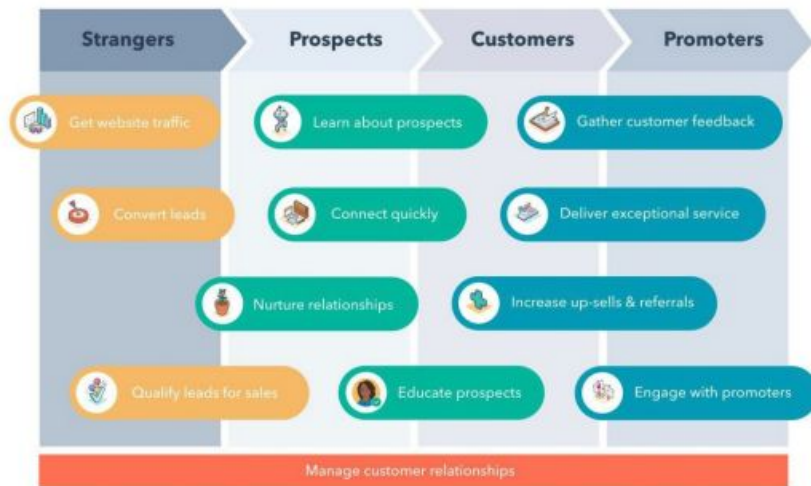 Strangers
Prospects
Customers
Promoters
Get website traffic
Learn about prospects
Gather customer feedback
Convert leads
Connect quickly
Deliver exceptional service
Nurture relationships
Increase up-sells & referrals
Qualify leads for sales
Educate prospects
Engage with promoters
Manage customer relationships